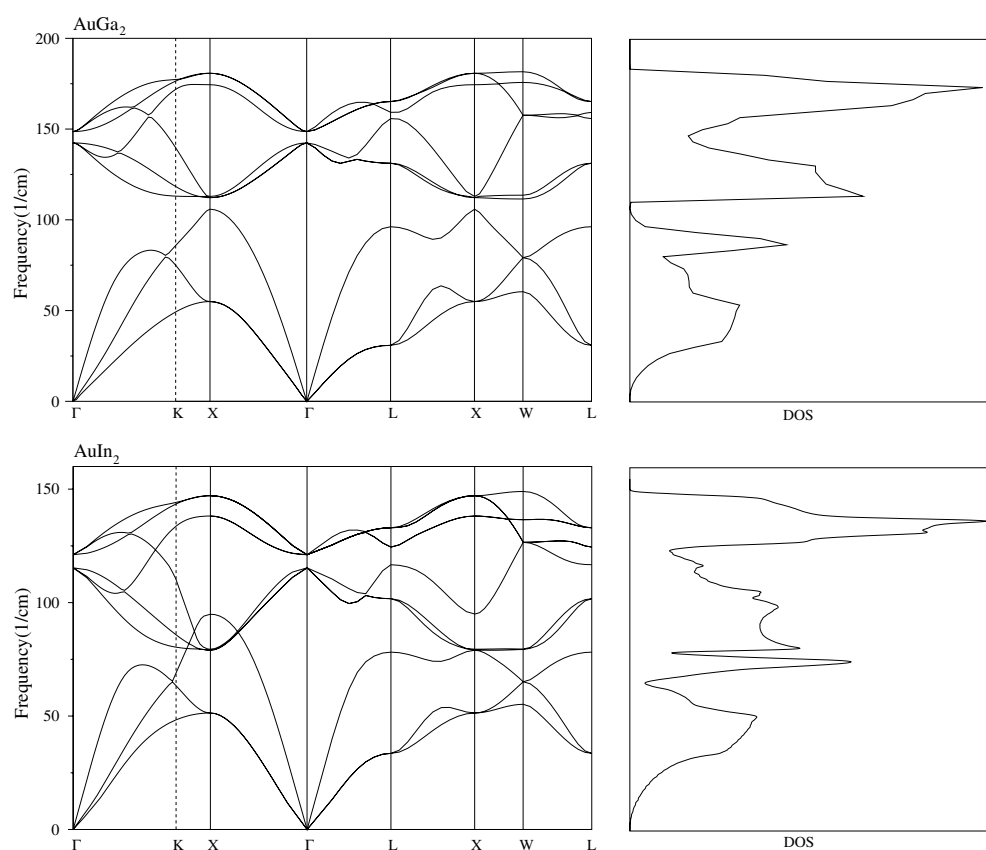 AuGa₂
200
150
100
50
0
Frequency(1/cm)
Γ K X Γ L X W L
DOS
AuIn₂
150
100
50
0
Frequency(1/cm)
Γ K X Γ L X W L
DOS